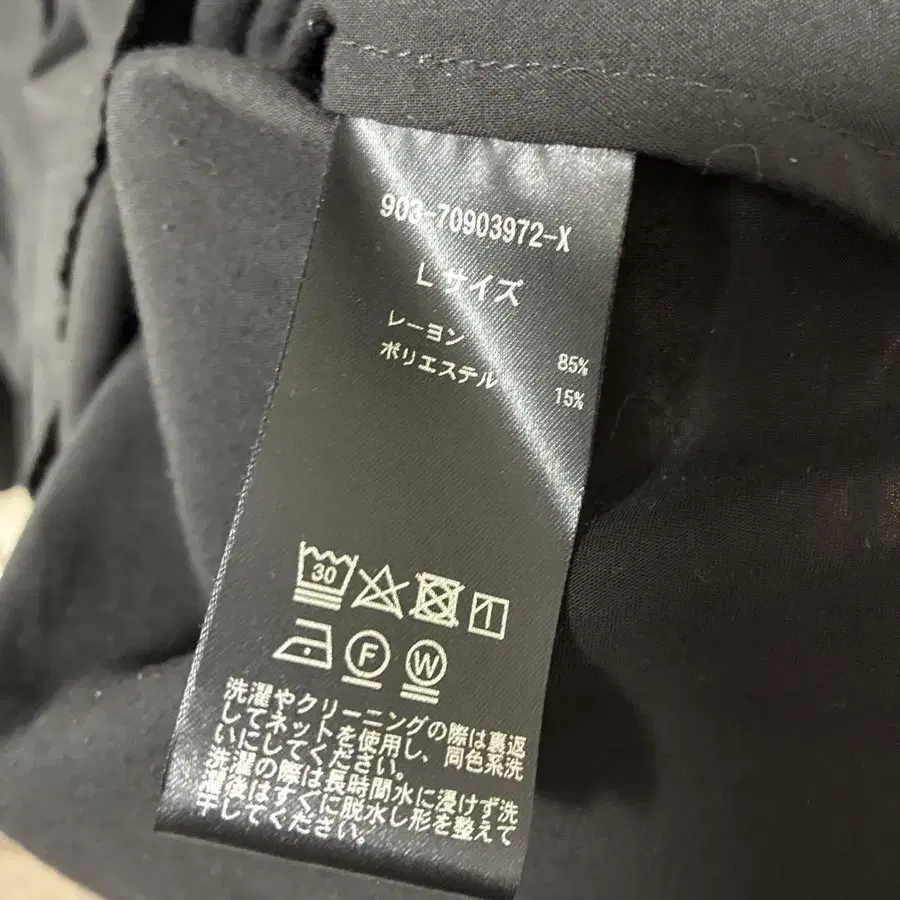 903-70903972-X
Lサイズ
レーヨン 85%
ポリエステル 15%
30
F W
洗濯やクリーニングの際は裏返
してネットを使用し、同色系洗
いにしてください。
洗濯の際は長時間水に浸けず洗
濯後はすぐに脱水し形を整えて
干してください。